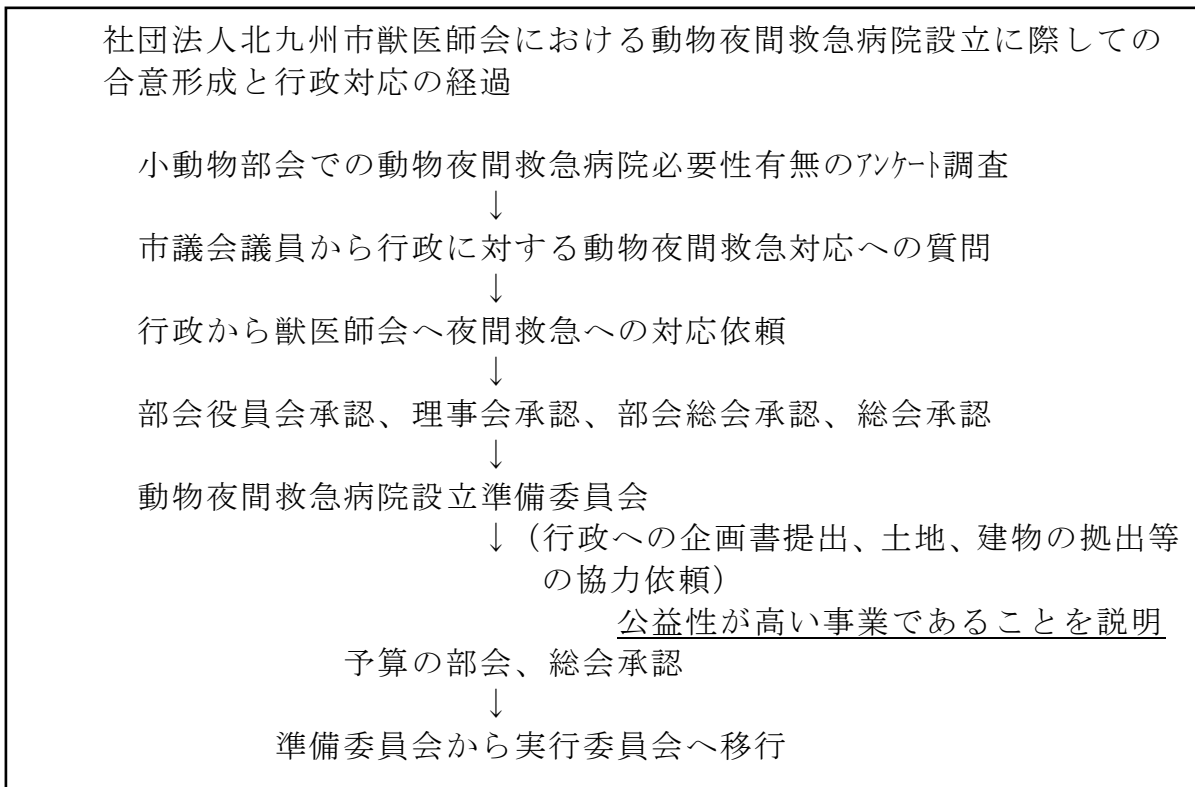 社団法人北九州市獣医師会における動物夜間救急病院設立に際しての
合意形成と行政対応の経過
小動物部会での動物夜間救急病院必要性有無のｱﾝｹｰﾄ調査
↓
市議会議員から行政に対する動物夜間救急対応への質問
↓
行政から獣医師会へ夜間救急への対応依頼
↓
部会役員会承認、理事会承認、部会総会承認、総会承認
↓
動物夜間救急病院設立準備委員会
↓（行政への企画書提出、土地、建物の拠出等
の協力依頼）
公益性が高い事業であることを説明
予算の部会、総会承認
↓
準備委員会から実行委員会へ移行